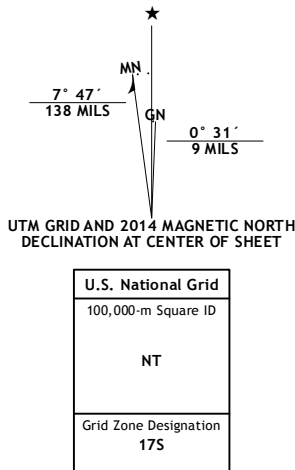 ★
MN
7° 47´
138 MILS
GN
0° 31´
9 MILS
UTM GRID AND 2014 MAGNETIC NORTH
DECLINATION AT CENTER OF SHEET
U.S. National Grid
100,000-m Square ID
NT
Grid Zone Designation
17S